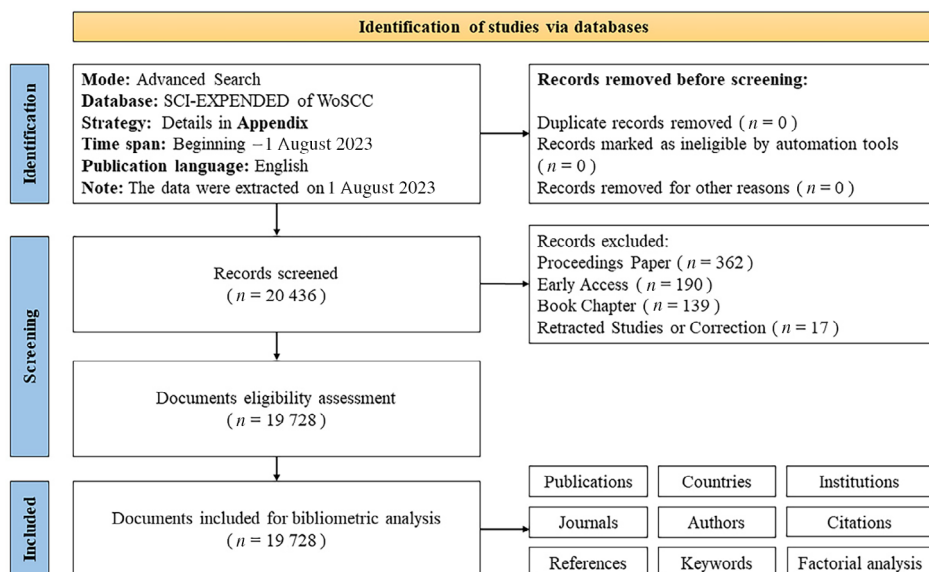 Identification of studies via databases
Identification
Mode: Advanced Search
Database: SCI-EXPENDED of WoSCC
Strategy: Details in Appendix
Time span: Beginning –1 August 2023
Publication language: English
Note: The data were extracted on 1 August 2023
Records removed before screening:
Duplicate records removed ( n = 0 )
Records marked as ineligible by automation tools
( n = 0 )
Records removed for other reasons ( n = 0 )
Screening
Records screened
( n = 20 436 )
Records excluded:
Proceedings Paper ( n = 362 )
Early Access ( n = 190 )
Book Chapter ( n = 139 )
Retracted Studies or Correction ( n = 17 )
Documents eligibility assessment
( n = 19 728 )
Included
Documents included for bibliometric analysis
( n = 19 728 )
Publications
Countries
Institutions
Journals
Authors
Citations
References
Keywords
Factorial analysis